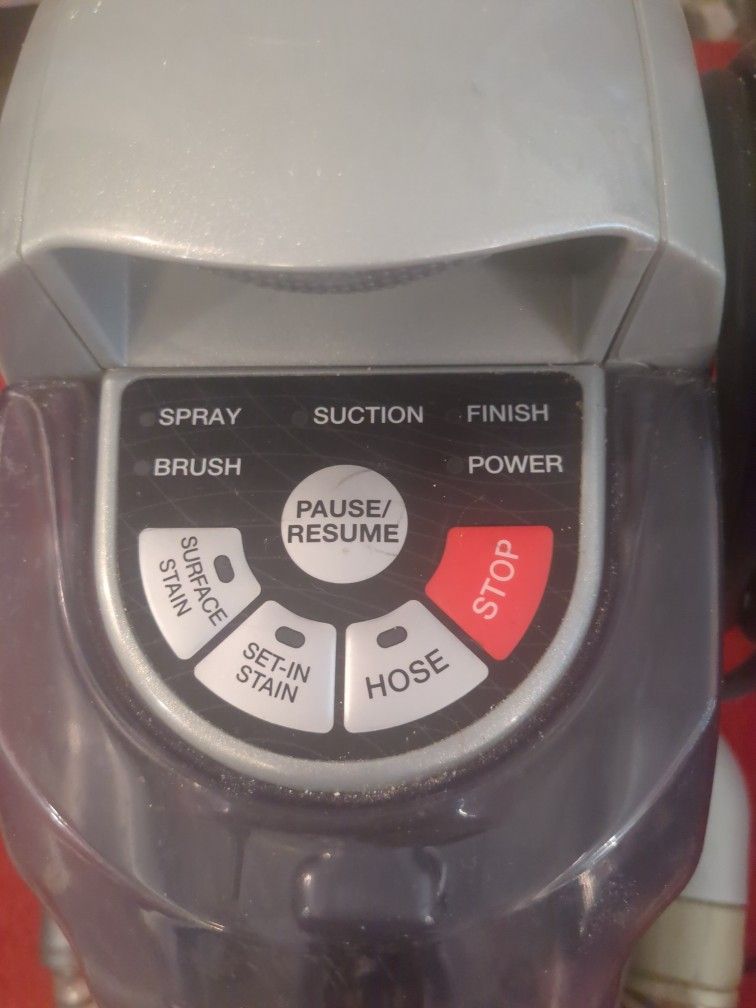 SPRAY
SUCTION
FINISH
BRUSH
POWER
PAUSE/
RESUME
SURFACE
STAIN
SET-IN
STAIN
HOSE
STOP